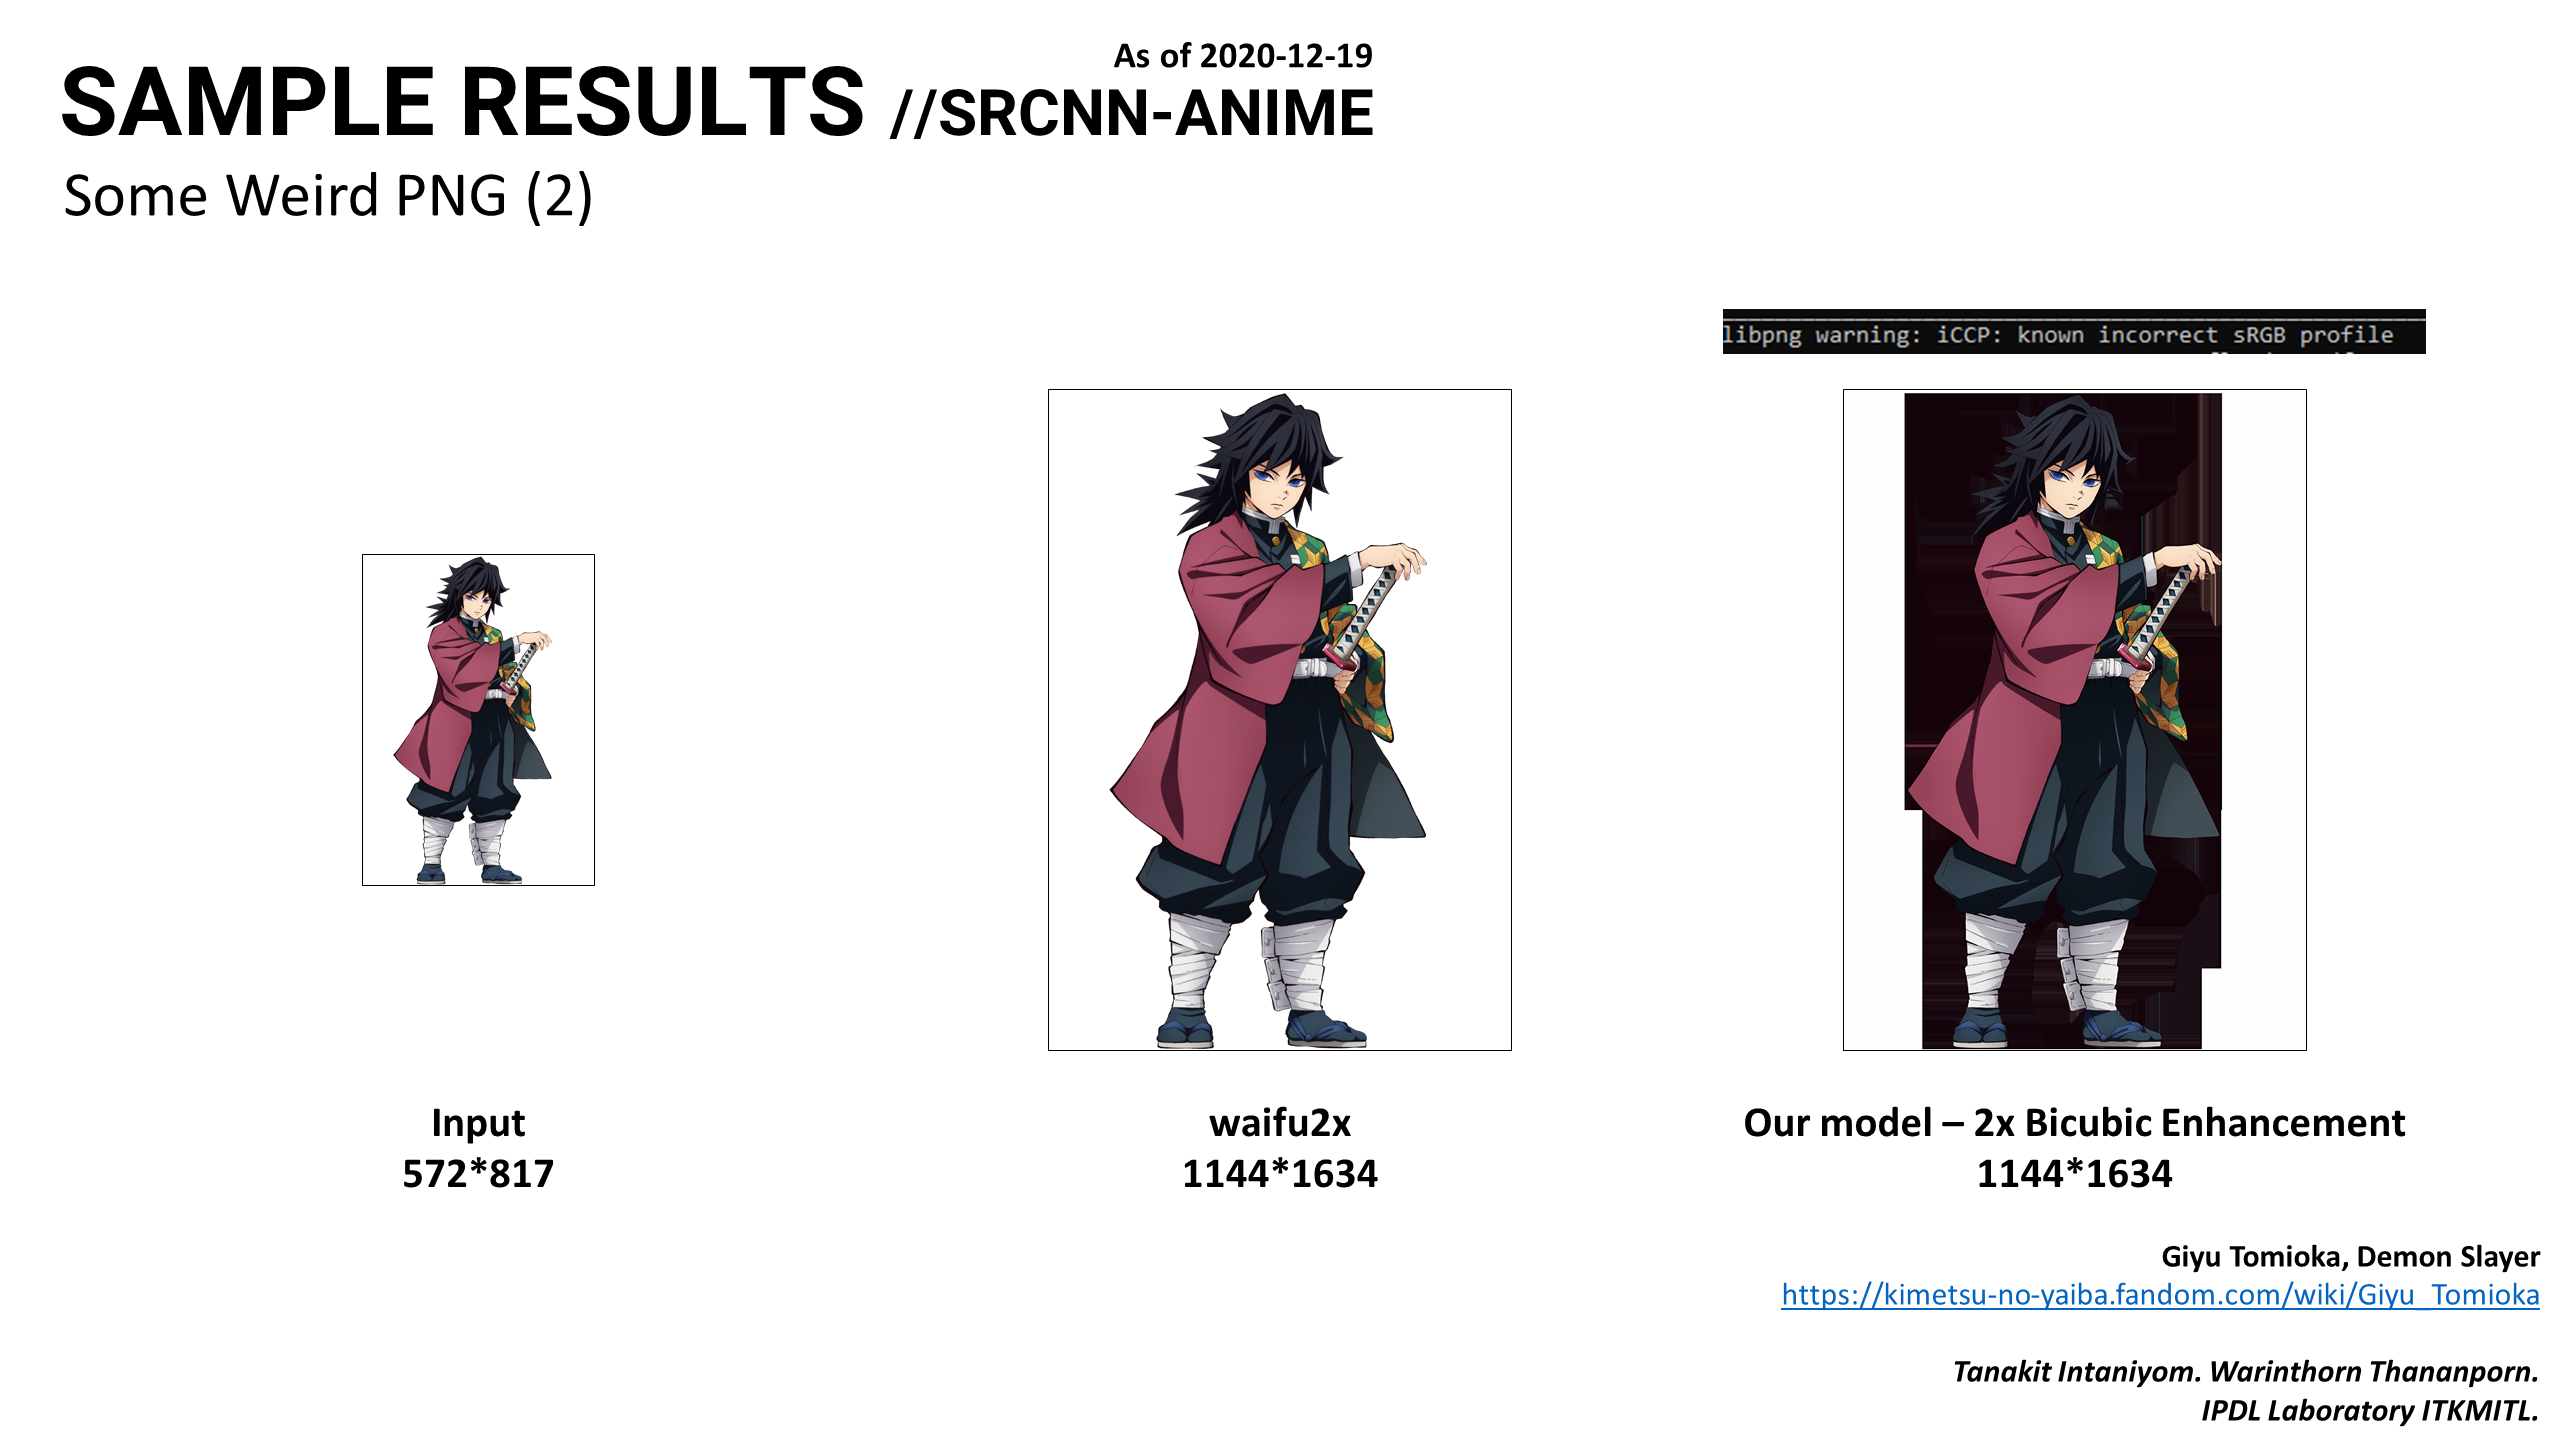 As of 2020-12-19
SAMPLE RESULTS //SRCNN-ANIME
Some Weird PNG (2)
libpng warning: iCCP: known incorrect sRGB profile
Input
572*817
waifu2x
1144*1634
Our model – 2x Bicubic Enhancement
1144*1634
Giyu Tomioka, Demon Slayer
https://kimetsu-no-yaiba.fandom.com/wiki/Giyu_Tomioka
Tanakit Intaniyom. Warinthorn Thananporn.
IPDL Laboratory ITKMITL.